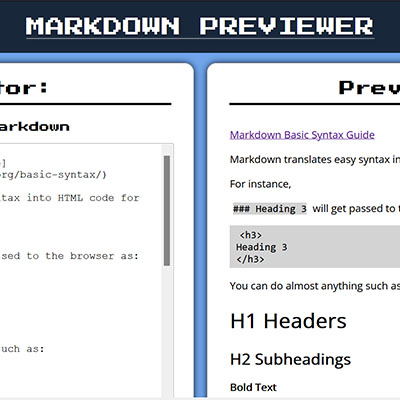 MARKDOWN PREVIEWER
tor:
arkdown
]
org/basic-syntax/)
tax into HTML code for
sed to the browser as:
uch as:
Prev
Markdown Basic Syntax Guide
Markdown translates easy syntax in
For instance,
### Heading 3 will get passed to t
<h3>
Heading 3
</h3>
You can do almost anything such as
H1 Headers
H2 Subheadings
Bold Text